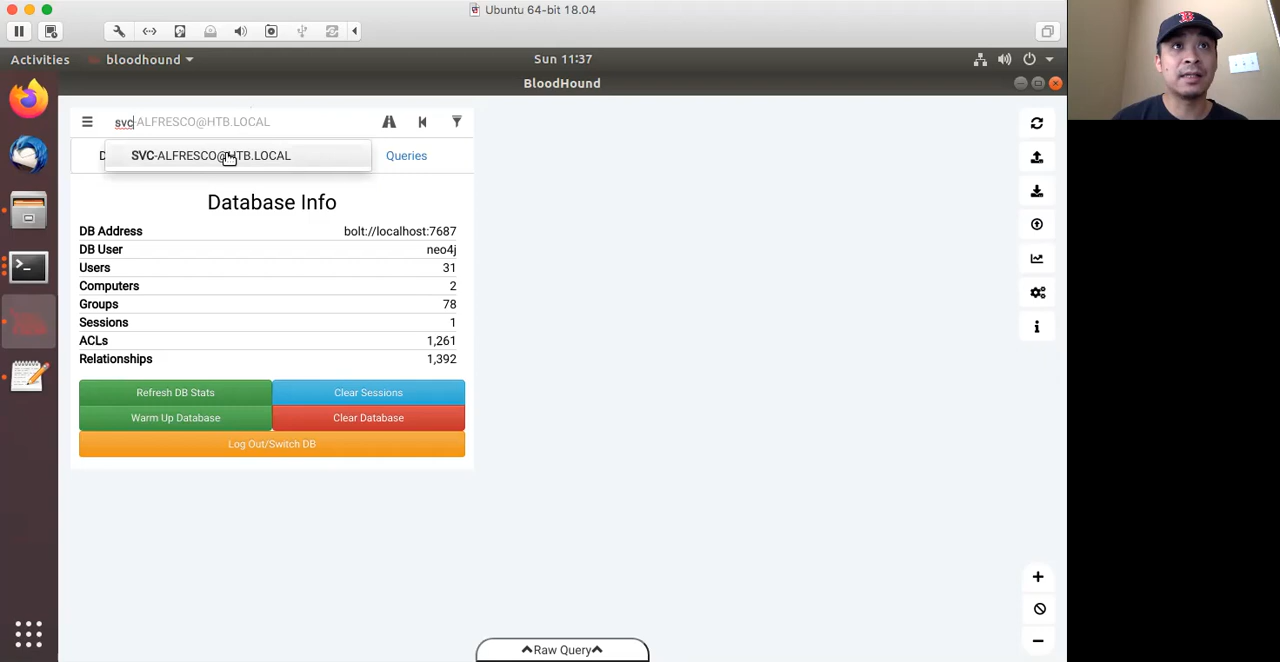 Ubuntu 64-bit 18.04
Activities
bloodhound
Sun 11:37
BloodHound
svc-ALFRESCO@HTB.LOCAL
D
SVC-ALFRESCO@HTB.LOCAL
Queries
Database Info
DB Address bolt://localhost:7687
DB User neo4j
Users 31
Computers 2
Groups 78
Sessions 1
ACLs 1,261
Relationships 1,392
Refresh DB Stats
Clear Sessions
Warm Up Database
Clear Database
Log Out/Switch DB
Raw Query
B